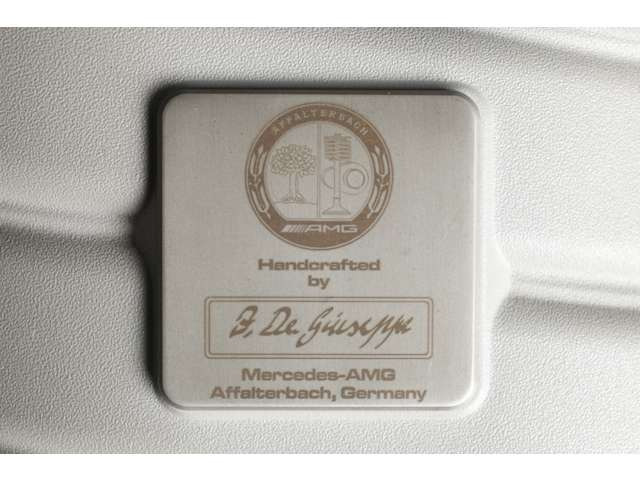 AFFALTERBACH
AMG
Handcrafted
by
F. De Giuseppe
Mercedes-AMG
Affalterbach, Germany